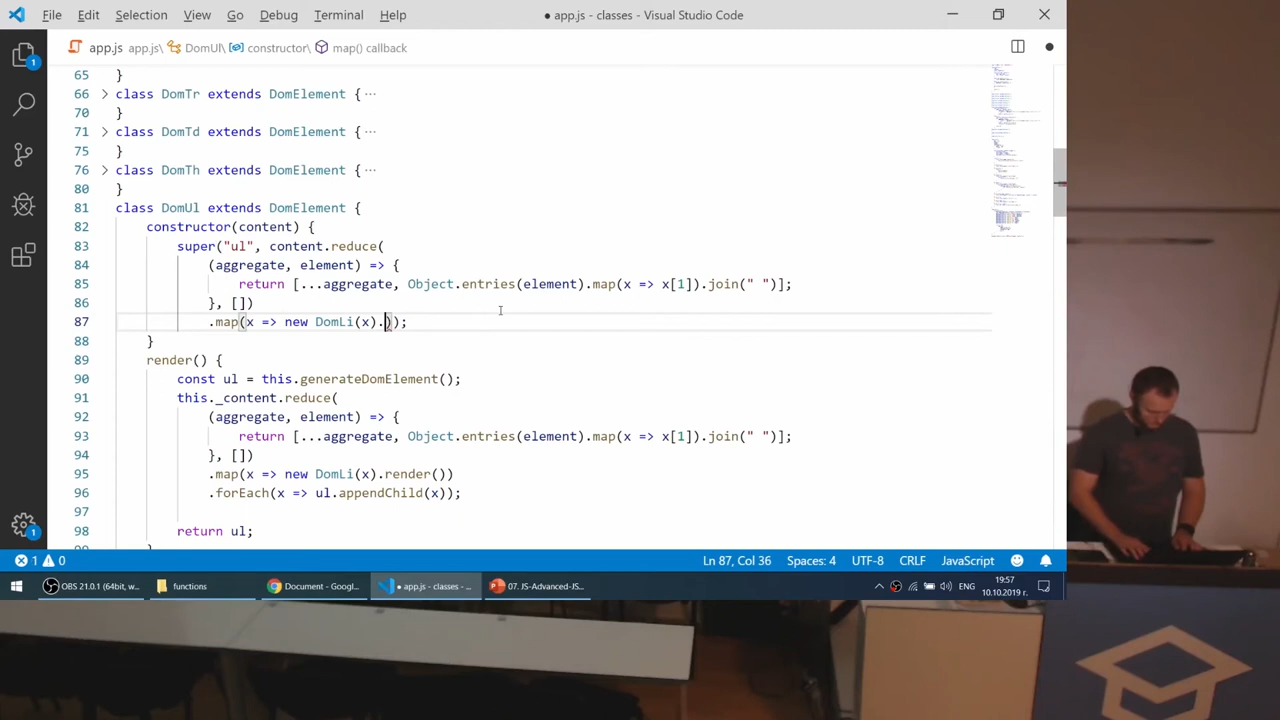 File Edit Selection View Go Debug Terminal Help
● app.js - classes - Visual Studio Code
app.js app.js\ DomUl\ constructor\ map() callback
65 }
66 class DomTr extends DomElement { ···
70
71 > class DomTd extends DomElement { ···
75
76 class DomTable extends DomElement { ···
80
81 class DomUl extends DomElement {
82 constructor(content) {
83 super("ul", content.reduce(
84 (aggregate, element) => {
85 return [...aggregate, Object.entries(element).map(x => x[1]).join(" ")];
86 }, [])
87 .map(x => new DomLi(x).));
88 }
89 render() {
90 const ul = this.generateDomElement();
91 this._content.reduce(
92 (aggregate, element) => {
93 return [...aggregate, Object.entries(element).map(x => x[1]).join(" ")];
94 }, [])
95 .map(x => new DomLi(x).render())
96 .forEach(x => ul.appendChild(x));
97
98 return ul;
1 0 Ln 87, Col 36 Spaces: 4 UTF-8 CRLF JavaScript 1
OBS 21.0.1 (64bit, w... functions Document - Googl... ● app.js - classes - ... 07. JS-Advanced-JS... ENG 19:57
10.10.2019 г.